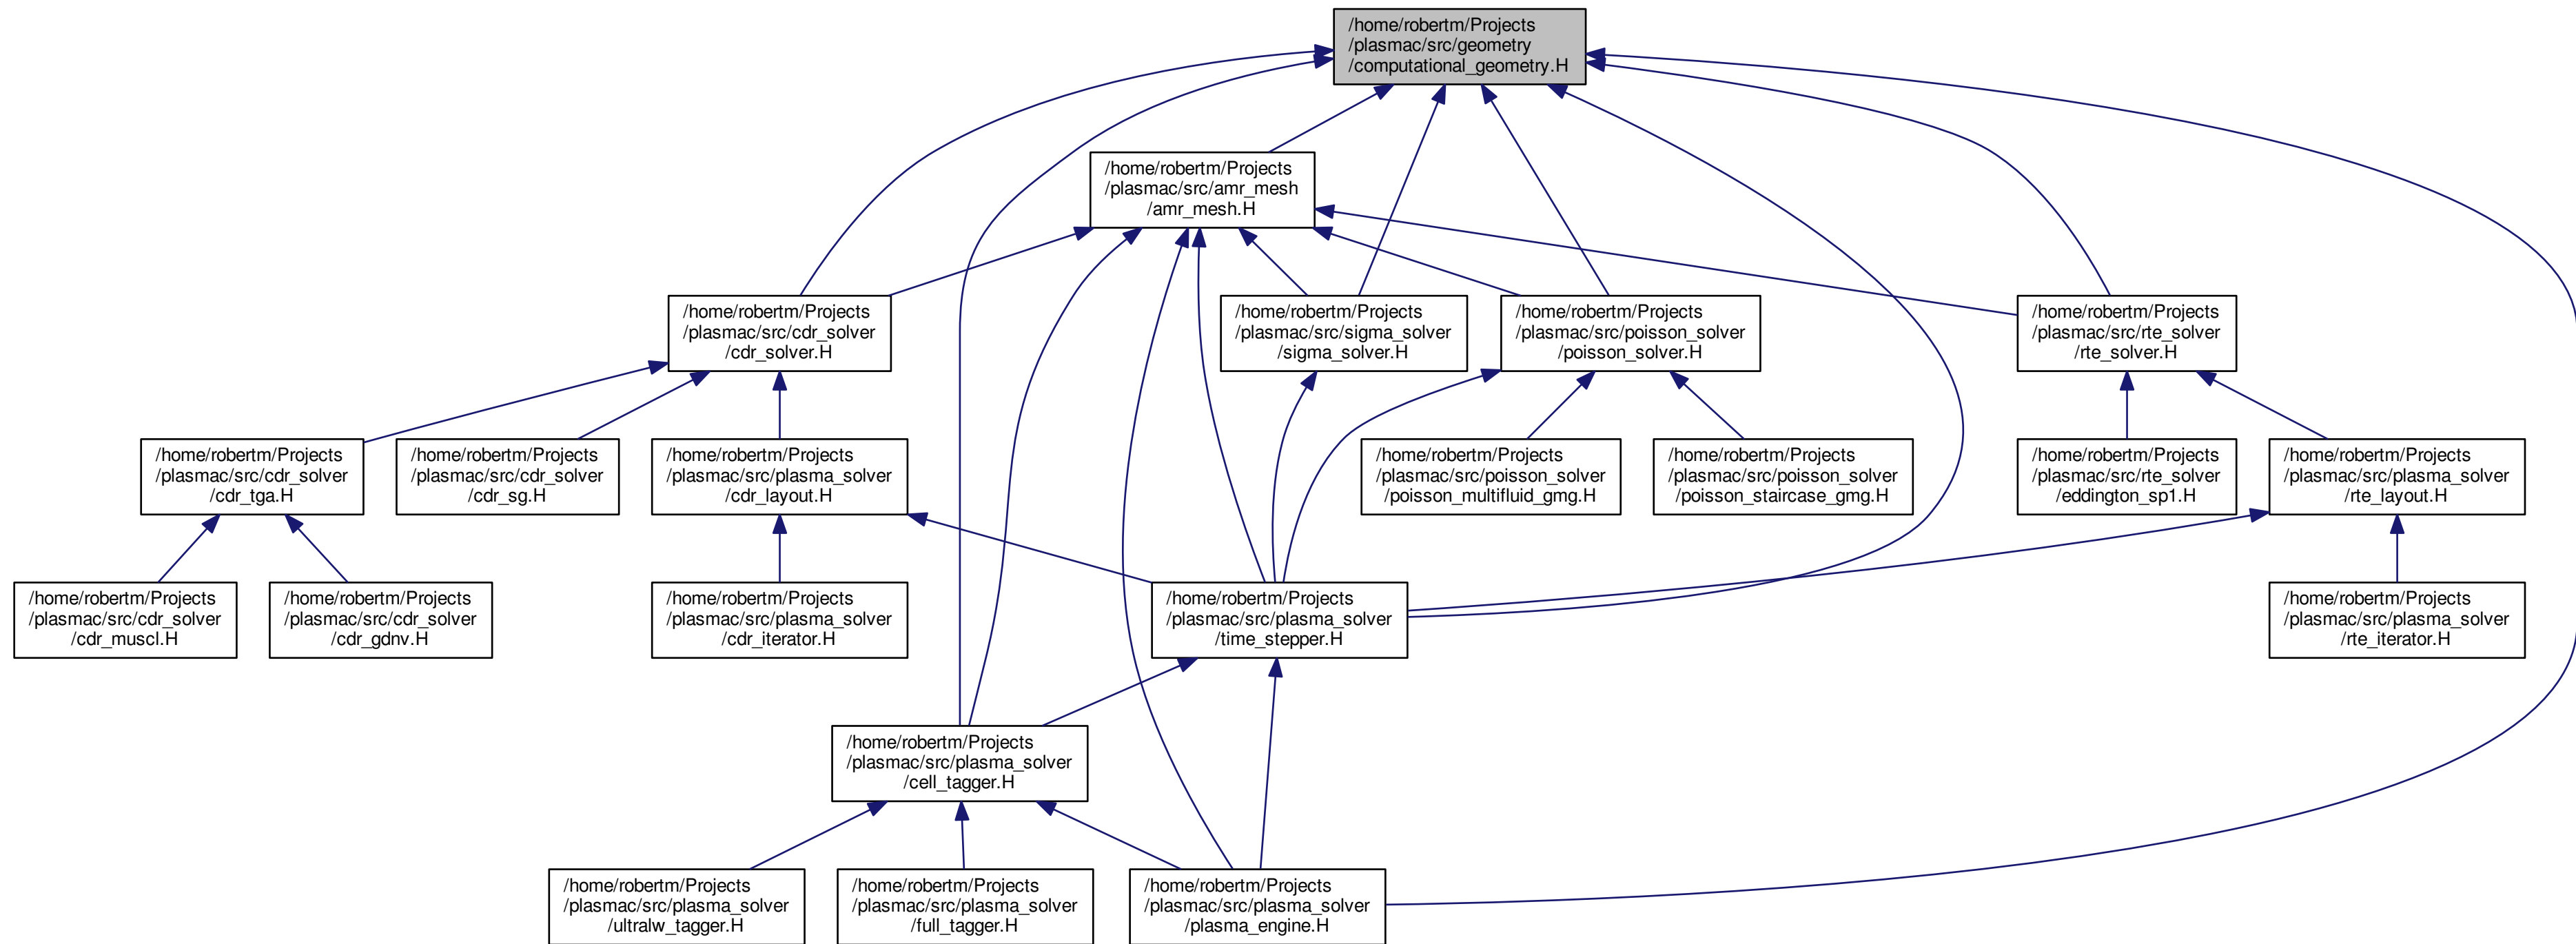 /home/robertm/Projects
/plasmac/src/geometry
/computational_geometry.H
/home/robertm/Projects
/plasmac/src/amr_mesh
/amr_mesh.H
/home/robertm/Projects
/plasmac/src/cdr_solver
/cdr_solver.H
/home/robertm/Projects
/plasmac/src/sigma_solver
/sigma_solver.H
/home/robertm/Projects
/plasmac/src/poisson_solver
/poisson_solver.H
/home/robertm/Projects
/plasmac/src/rte_solver
/rte_solver.H
/home/robertm/Projects
/plasmac/src/cdr_solver
/cdr_tga.H
/home/robertm/Projects
/plasmac/src/cdr_solver
/cdr_sg.H
/home/robertm/Projects
/plasmac/src/plasma_solver
/cdr_layout.H
/home/robertm/Projects
/plasmac/src/poisson_solver
/poisson_multifluid_gmg.H
/home/robertm/Projects
/plasmac/src/poisson_solver
/poisson_staircase_gmg.H
/home/robertm/Projects
/plasmac/src/rte_solver
/eddington_sp1.H
/home/robertm/Projects
/plasmac/src/plasma_solver
/rte_layout.H
/home/robertm/Projects
/plasmac/src/cdr_solver
/cdr_muscl.H
/home/robertm/Projects
/plasmac/src/cdr_solver
/cdr_gdnv.H
/home/robertm/Projects
/plasmac/src/plasma_solver
/cdr_iterator.H
/home/robertm/Projects
/plasmac/src/plasma_solver
/time_stepper.H
/home/robertm/Projects
/plasmac/src/plasma_solver
/rte_iterator.H
/home/robertm/Projects
/plasmac/src/plasma_solver
/cell_tagger.H
/home/robertm/Projects
/plasmac/src/plasma_solver
/ultralw_tagger.H
/home/robertm/Projects
/plasmac/src/plasma_solver
/full_tagger.H
/home/robertm/Projects
/plasmac/src/plasma_solver
/plasma_engine.H